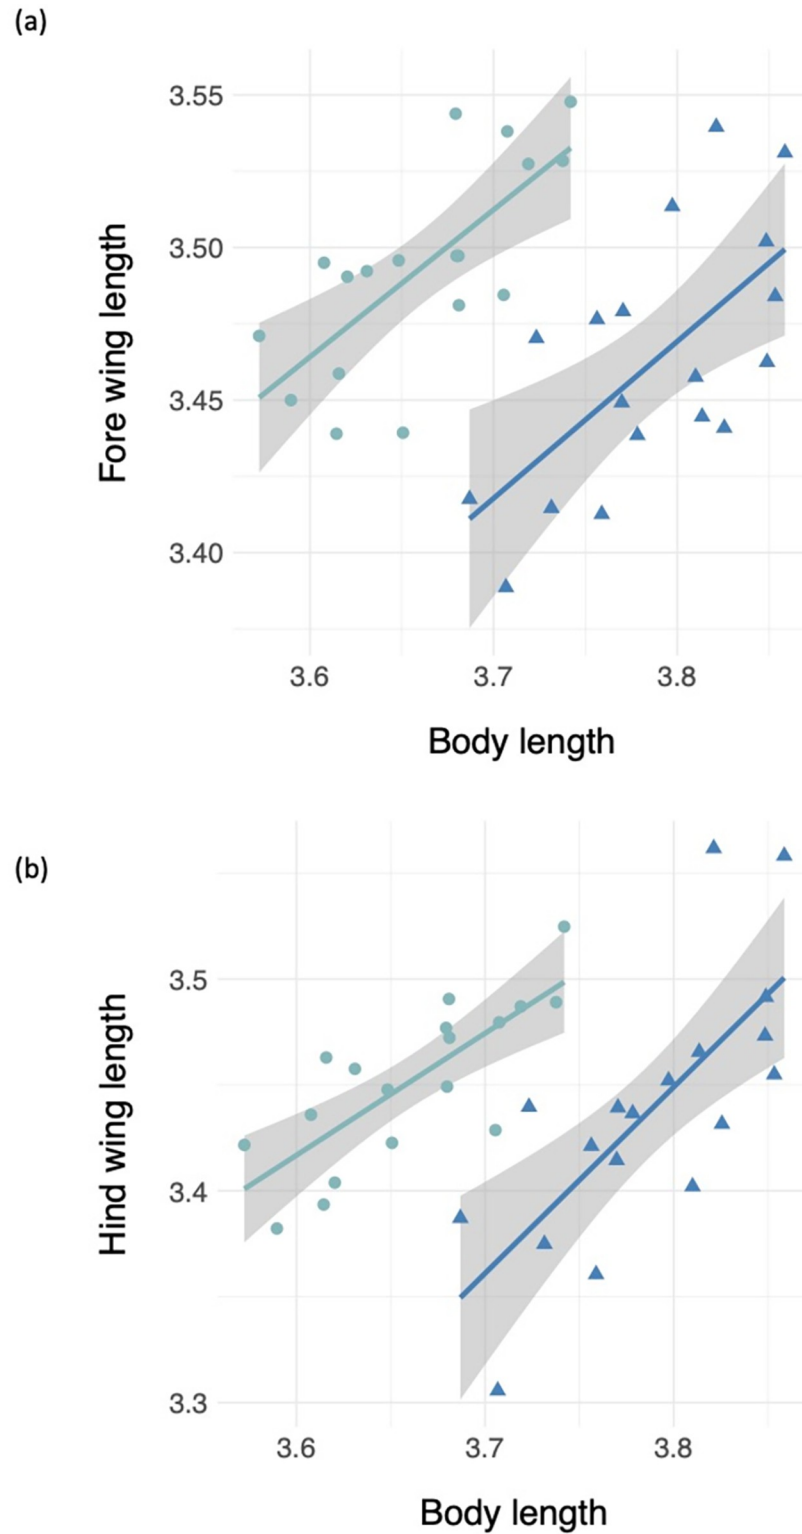 (a)
3.55
3.50
3.45
3.40
Fore wing length
3.6 3.7 3.8
Body length
(b)
3.5
3.4
3.3
Hind wing length
3.6 3.7 3.8
Body length